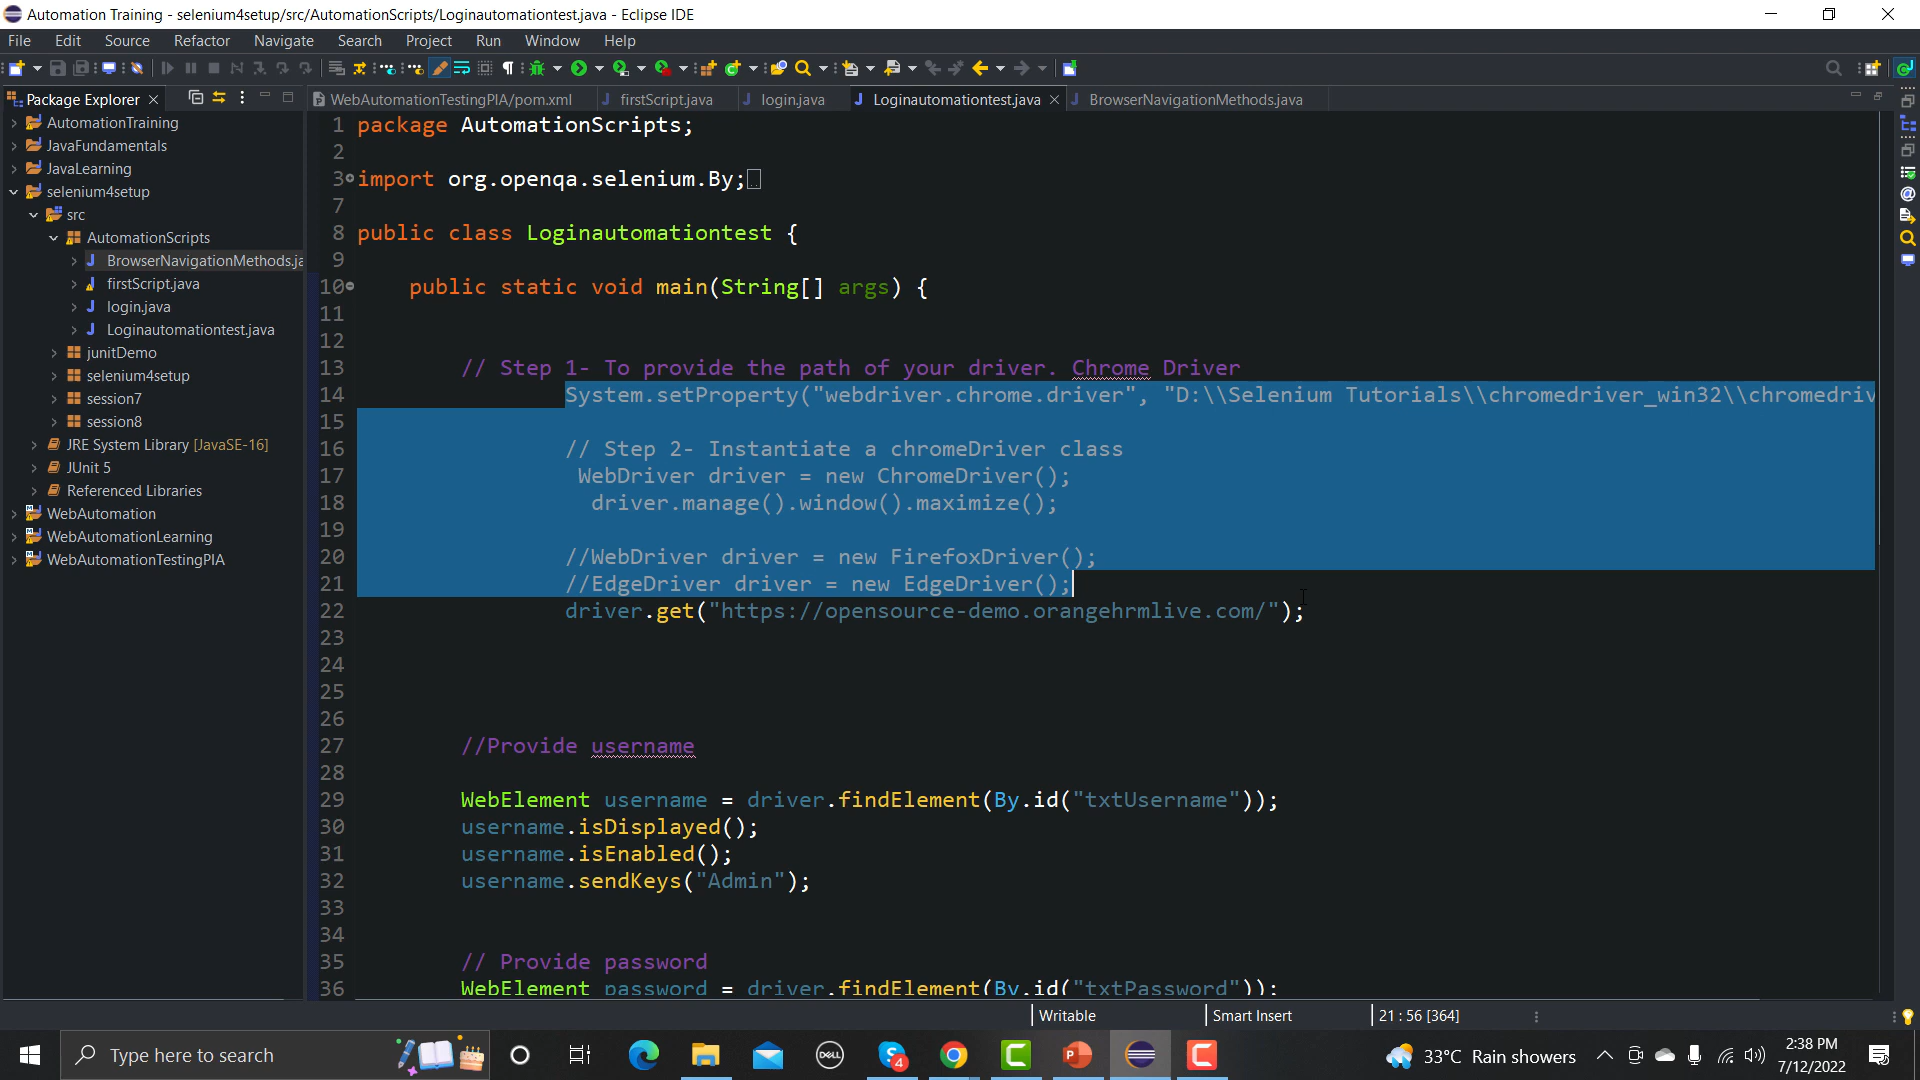 Automation Training - selenium4setup/src/AutomationScripts/Loginautomationtest.java - Eclipse IDE
File Edit Source Refactor Navigate Search Project Run Window Help
Package Explorer
WebAutomationTestingPIA/pom.xml firstScript.java login.java Loginautomationtest.java BrowserNavigationMethods.java
AutomationTraining
JavaFundamentals
JavaLearning
selenium4setup
src
AutomationScripts
BrowserNavigationMethods.ja
firstScript.java
login.java
Loginautomationtest.java
junitDemo
selenium4setup
session7
session8
JRE System Library [JavaSE-16]
JUnit 5
Referenced Libraries
WebAutomation
WebAutomationLearning
WebAutomationTestingPIA
1 package AutomationScripts;
2
3 import org.openqa.selenium.By;
7
8 public class Loginautomationtest {
9
10 public static void main(String[] args) {
11
12
13 // Step 1- To provide the path of your driver. Chrome Driver
14 System.setProperty("webdriver.chrome.driver", "D:\\Selenium Tutorials\\chromedriver_win32\\chromedriv
15
16 // Step 2- Instantiate a chromeDriver class
17 WebDriver driver = new ChromeDriver();
18 driver.manage().window().maximize();
19
20 //WebDriver driver = new FirefoxDriver();
21 //EdgeDriver driver = new EdgeDriver();
22 driver.get("https://opensource-demo.orangehrmlive.com/");
23
24
25
26
27 //Provide username
28
29 WebElement username = driver.findElement(By.id("txtUsername"));
30 username.isDisplayed();
31 username.isEnabled();
32 username.sendKeys("Admin");
33
34
35 // Provide password
36 WebElement password = driver.findElement(By.id("txtPassword"));
Writable Smart Insert 21 : 56 [364]
Type here to search
DELL
4
33°C Rain showers
2:38 PM
7/12/2022